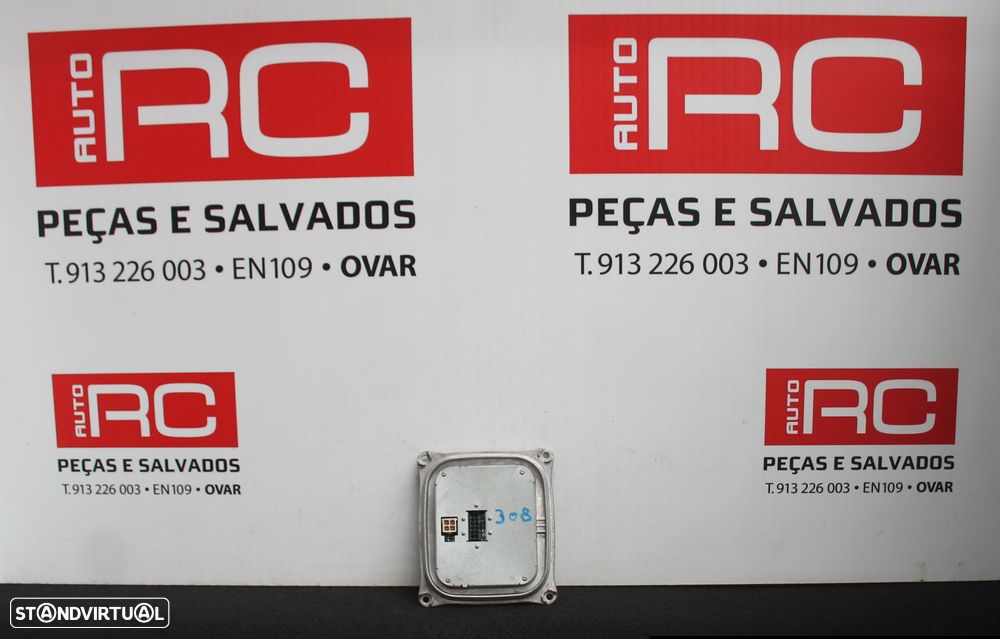 AUTO RC
PEÇAS E SALVADOS
T. 913 226 003 • EN109 • OVAR
AUTO RC
PEÇAS E SALVADOS
T. 913 226 003 • EN109 • OVAR
AUTO RC
PEÇAS E SALVADOS
T. 913 226 003 • EN109 • OVAR
AUTO RC
PEÇAS E SALVADOS
T. 913 226 003 • EN109 • OVAR
308
STANDVIRTUAL